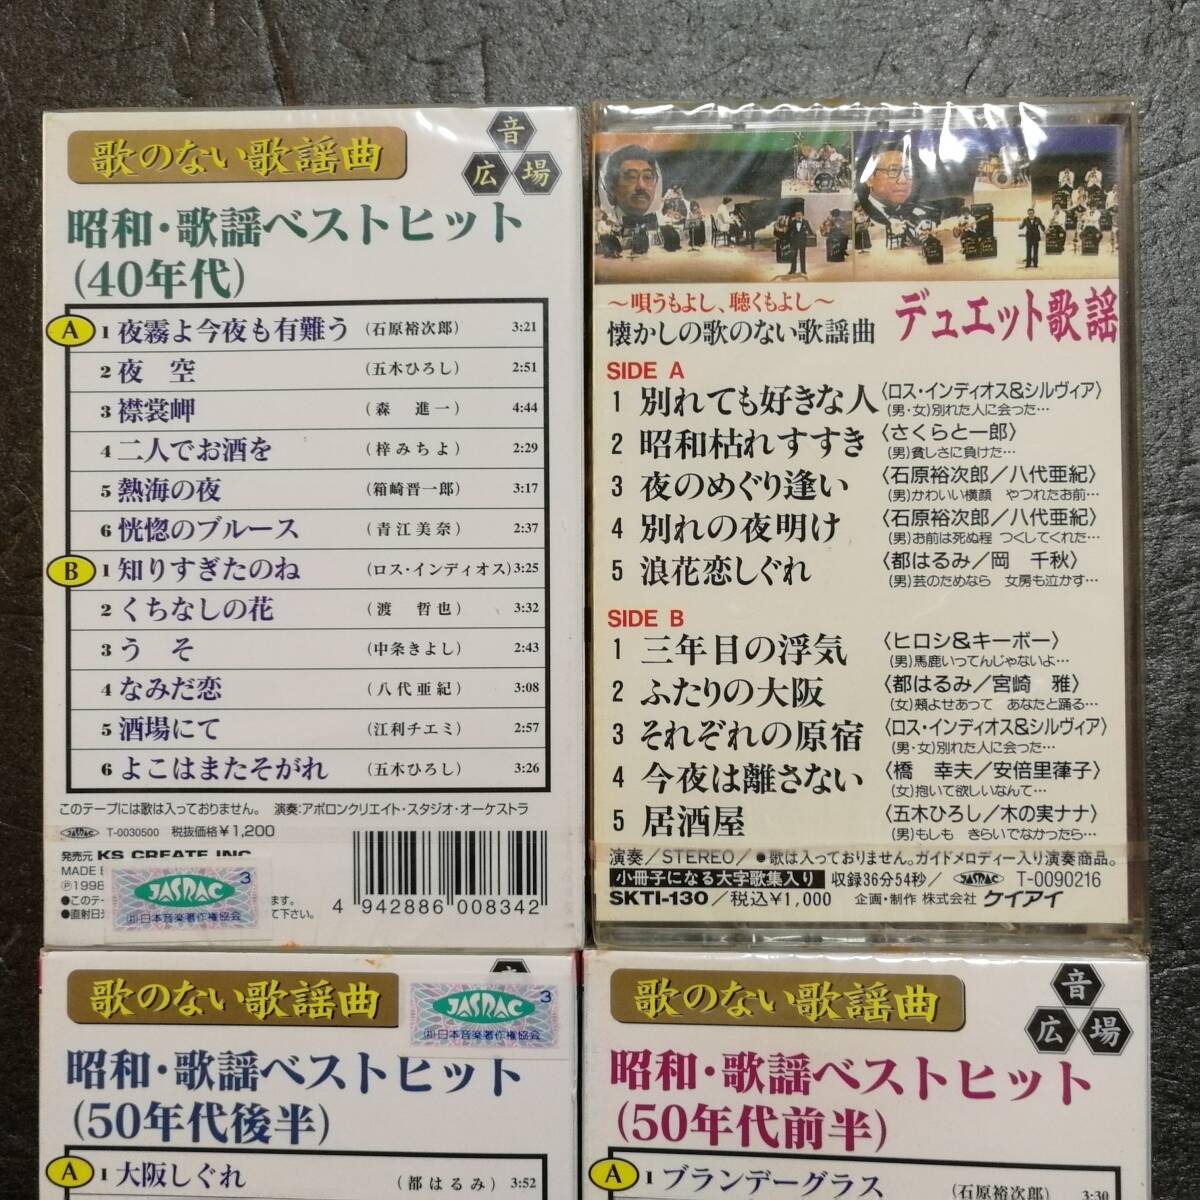 歌のない歌謡曲
音
広場
昭和・歌謡ベストヒット
(40年代)
A 1 夜霧よ今夜も有難う (石原裕次郎) 3:21
2 夜 空 (五木ひろし) 2:51
3 襟裳岬 (森 進一) 4:44
4 二人でお酒を (梓みちよ) 2:29
5 熱海の夜 (箱崎晋一郎) 3:17
6 恍惚のブルース (青江美奈) 2:37
B 1 知りすぎたのね (ロス・インディオス) 3:25
2 くちなしの花 (渡 哲也) 3:32
3 う そ (中条きよし) 2:43
4 なみだ恋 (八代亜紀) 3:08
5 酒場にて (江利チエミ) 2:57
6 よこはまたそがれ (五木ひろし) 3:26
このテープには歌は入っておりません。 演奏:アポロンクリエイト・スタジオ・オーケストラ
JASRAC T-0030500 税抜価格¥1,200
発売元 KS CREATE INC
MADE
Ⓟ1998
●このテ
ます。
●直射日
て下さい。
JASRAC 3
㈳日本音楽著作権協会
4 942886 008342
～唄うもよし、聴くもよし～
懐かしの歌のない歌謡曲 デュエット歌謡
SIDE A
1 別れても好きな人 〈ロス・インディオス&シルヴィア〉
(男・女)別れた人に会った…
2 昭和枯れすすき 〈さくらと一郎〉
(男)貧しさに負けた…
3 夜のめぐり逢い 〈石原裕次郎/八代亜紀〉
(男)かわいい横顔 やつれたお前…
4 別れの夜明け 〈石原裕次郎/八代亜紀〉
(男)お前は死ぬ程 つくしてくれた…
5 浪花恋しぐれ 〈都はるみ/岡 千秋〉
(男)芸のためなら 女房も泣かす…
SIDE B
1 三年目の浮気 〈ヒロシ&キーボー〉
(男)馬鹿いってんじゃないよ…
2 ふたりの大阪 〈都はるみ/宮崎 雅〉
(女)頬よせあって あなたと踊る…
3 それぞれの原宿 〈ロス・インディオス&シルヴィア〉
(男・女)別れた人に会った…
4 今夜は離さない 〈橋 幸夫/安倍里葎子〉
(女)抱いて欲しいなんて…
5 居酒屋 〈五木ひろし/木の実ナナ〉
(男)もしも きらいでなかったら…
演奏/STEREO/●歌は入っておりません。ガイドメロディー入り演奏商品。
小冊子になる大字歌集入り 収録36分54秒/ JASRAC T-0090216
SKTI-130/税込¥1,000 企画・制作 株式会社 ケイアイ
歌のない歌謡曲
JASRAC 3
㈳日本音楽著作権協会
昭和・歌謡ベストヒット
(50年代後半)
A 1 大阪しぐれ (都はるみ) 3:52
歌のない歌謡曲
音
広場
昭和・歌謡ベストヒット
(50年代前半)
A 1 ブランデーグラス (石原裕次郎) 3:30